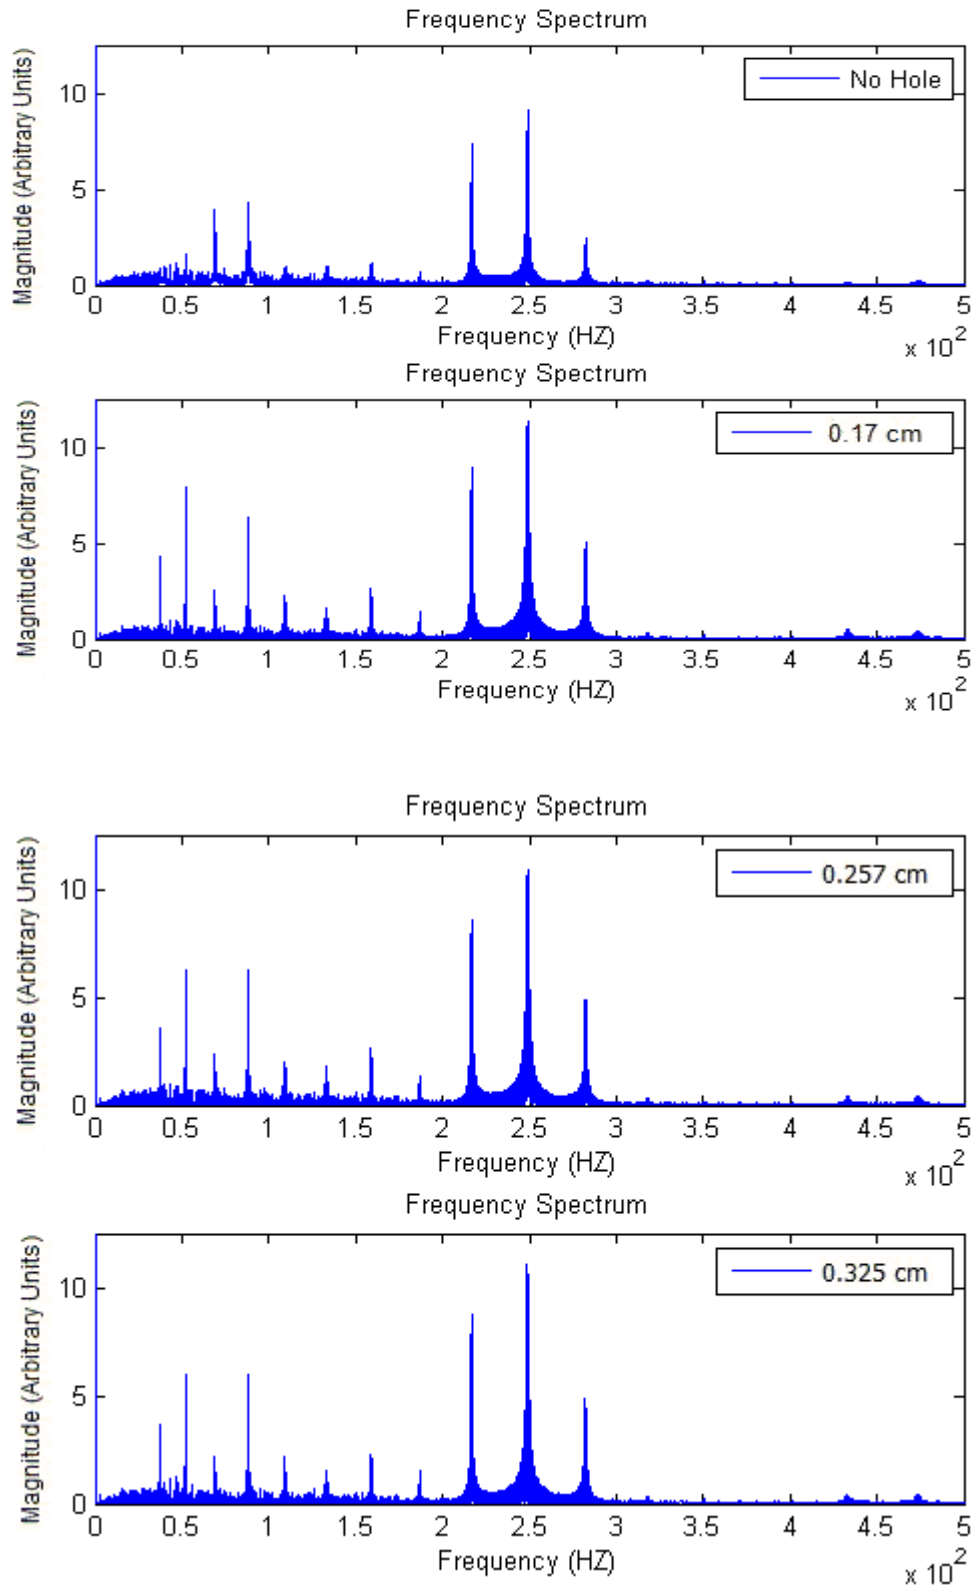 Frequency Spectrum
Magnitude (Arbitrary Units)
10
5
0
No Hole
0 0.5 1 1.5 2 2.5 3 3.5 4 4.5 5
Frequency (HZ)
x 10^2
Frequency Spectrum
Magnitude (Arbitrary Units)
10
5
0
0.17 cm
0 0.5 1 1.5 2 2.5 3 3.5 4 4.5 5
Frequency (HZ)
x 10^2
Frequency Spectrum
Magnitude (Arbitrary Units)
10
5
0
0.257 cm
0 0.5 1 1.5 2 2.5 3 3.5 4 4.5 5
Frequency (HZ)
x 10^2
Frequency Spectrum
Magnitude (Arbitrary Units)
10
5
0
0.325 cm
0 0.5 1 1.5 2 2.5 3 3.5 4 4.5 5
Frequency (HZ)
x 10^2